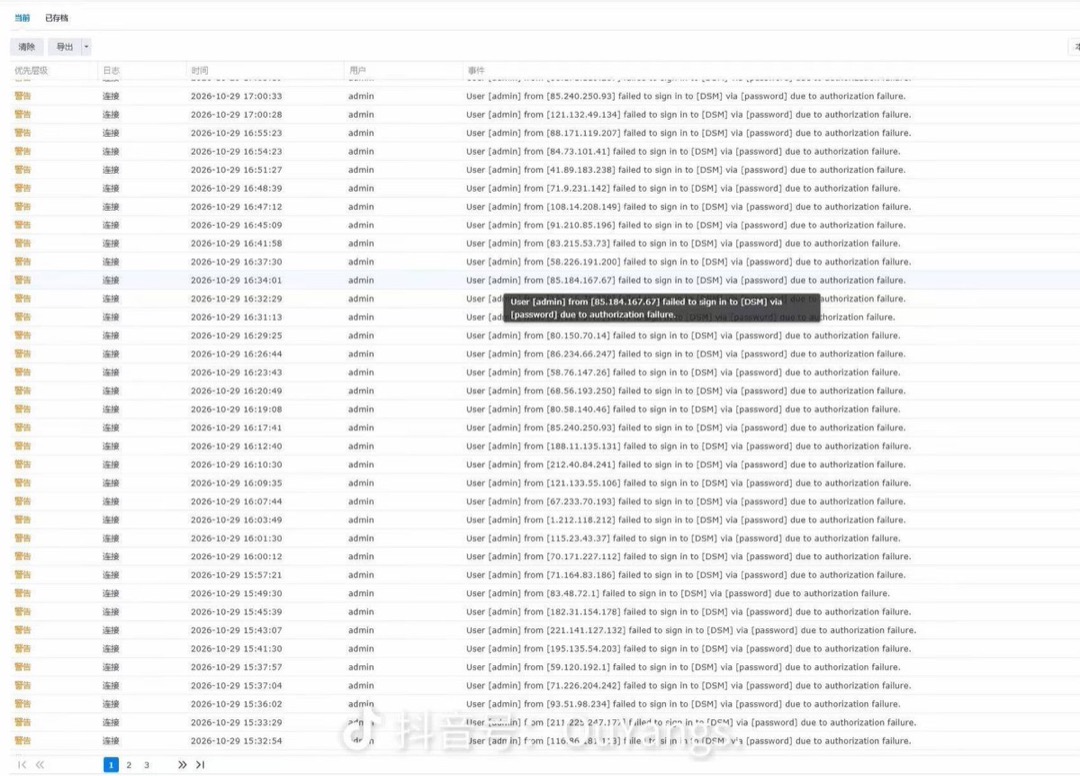 当前 已存档
清除 导出
优先层级 日志 时间 用户 事件
警告 连接 2026-10-29 17:00:33 admin User [admin] from [85.240.250.93] failed to sign in to [DSM] via [password] due to authorization failure.
警告 连接 2026-10-29 17:00:28 admin User [admin] from [121.132.49.134] failed to sign in to [DSM] via [password] due to authorization failure.
警告 连接 2026-10-29 16:55:23 admin User [admin] from [88.171.119.207] failed to sign in to [DSM] via [password] due to authorization failure.
警告 连接 2026-10-29 16:54:23 admin User [admin] from [84.73.101.41] failed to sign in to [DSM] via [password] due to authorization failure.
警告 连接 2026-10-29 16:51:27 admin User [admin] from [41.89.183.238] failed to sign in to [DSM] via [password] due to authorization failure.
警告 连接 2026-10-29 16:48:39 admin User [admin] from [71.9.231.142] failed to sign in to [DSM] via [password] due to authorization failure.
警告 连接 2026-10-29 16:47:12 admin User [admin] from [108.14.208.149] failed to sign in to [DSM] via [password] due to authorization failure.
警告 连接 2026-10-29 16:45:09 admin User [admin] from [91.210.85.196] failed to sign in to [DSM] via [password] due to authorization failure.
警告 连接 2026-10-29 16:41:58 admin User [admin] from [83.215.53.73] failed to sign in to [DSM] via [password] due to authorization failure.
警告 连接 2026-10-29 16:37:30 admin User [admin] from [58.226.191.200] failed to sign in to [DSM] via [password] due to authorization failure.
警告 连接 2026-10-29 16:34:01 admin User [admin] from [85.184.167.67] failed to sign in to [DSM] via [password] due to authorization failure.
警告 连接 2026-10-29 16:32:29 admin User authorization failure.
User [admin] from [85.184.167.67] failed to sign in to [DSM] via
[password] due to authorization failure.
警告 连接 2026-10-29 16:31:13 admin User failure.
警告 连接 2026-10-29 16:29:25 admin User [admin] from [80.150.70.14] failed to sign in to [DSM] via [password] due to authorization failure.
警告 连接 2026-10-29 16:26:44 admin User [admin] from [86.234.66.247] failed to sign in to [DSM] via [password] due to authorization failure.
警告 连接 2026-10-29 16:23:43 admin User [admin] from [58.76.147.26] failed to sign in to [DSM] via [password] due to authorization failure.
警告 连接 2026-10-29 16:20:49 admin User [admin] from [68.56.193.250] failed to sign in to [DSM] via [password] due to authorization failure.
警告 连接 2026-10-29 16:19:08 admin User [admin] from [80.58.140.46] failed to sign in to [DSM] via [password] due to authorization failure.
警告 连接 2026-10-29 16:17:41 admin User [admin] from [85.240.250.93] failed to sign in to [DSM] via [password] due to authorization failure.
警告 连接 2026-10-29 16:12:40 admin User [admin] from [188.11.135.131] failed to sign in to [DSM] via [password] due to authorization failure.
警告 连接 2026-10-29 16:10:30 admin User [admin] from [212.40.84.241] failed to sign in to [DSM] via [password] due to authorization failure.
警告 连接 2026-10-29 16:09:35 admin User [admin] from [121.133.55.106] failed to sign in to [DSM] via [password] due to authorization failure.
警告 连接 2026-10-29 16:07:44 admin User [admin] from [67.233.70.193] failed to sign in to [DSM] via [password] due to authorization failure.
警告 连接 2026-10-29 16:03:49 admin User [admin] from [1.212.118.212] failed to sign in to [DSM] via [password] due to authorization failure.
警告 连接 2026-10-29 16:01:30 admin User [admin] from [115.23.43.37] failed to sign in to [DSM] via [password] due to authorization failure.
警告 连接 2026-10-29 16:00:12 admin User [admin] from [70.171.227.112] failed to sign in to [DSM] via [password] due to authorization failure.
警告 连接 2026-10-29 15:57:21 admin User [admin] from [71.164.83.186] failed to sign in to [DSM] via [password] due to authorization failure.
警告 连接 2026-10-29 15:49:30 admin User [admin] from [83.48.72.1] failed to sign in to [DSM] via [password] due to authorization failure.
警告 连接 2026-10-29 15:45:39 admin User [admin] from [182.31.154.178] failed to sign in to [DSM] via [password] due to authorization failure.
警告 连接 2026-10-29 15:43:07 admin User [admin] from [221.141.127.132] failed to sign in to [DSM] via [password] due to authorization failure.
警告 连接 2026-10-29 15:41:30 admin User [admin] from [195.135.54.203] failed to sign in to [DSM] via [password] due to authorization failure.
警告 连接 2026-10-29 15:37:57 admin User [admin] from [59.120.192.1] failed to sign in to [DSM] via [password] due to authorization failure.
警告 连接 2026-10-29 15:37:04 admin User [admin] from [71.226.204.242] failed to sign in to [DSM] via [password] due to authorization failure.
警告 连接 2026-10-29 15:36:02 admin User [admin] from [93.51.98.234] failed to sign in to [DSM] via [password] due to authorization failure.
警告 连接 2026-10-29 15:33:29 admin User [admin] from failed to sign in to [DSM] via [password] due to authorization failure.
警告 连接 2026-10-29 15:32:54 admin User [admin] from failed to sign in to [DSM] via [password] due to authorization failure.
抖音号: OuYangs.
1 2 3